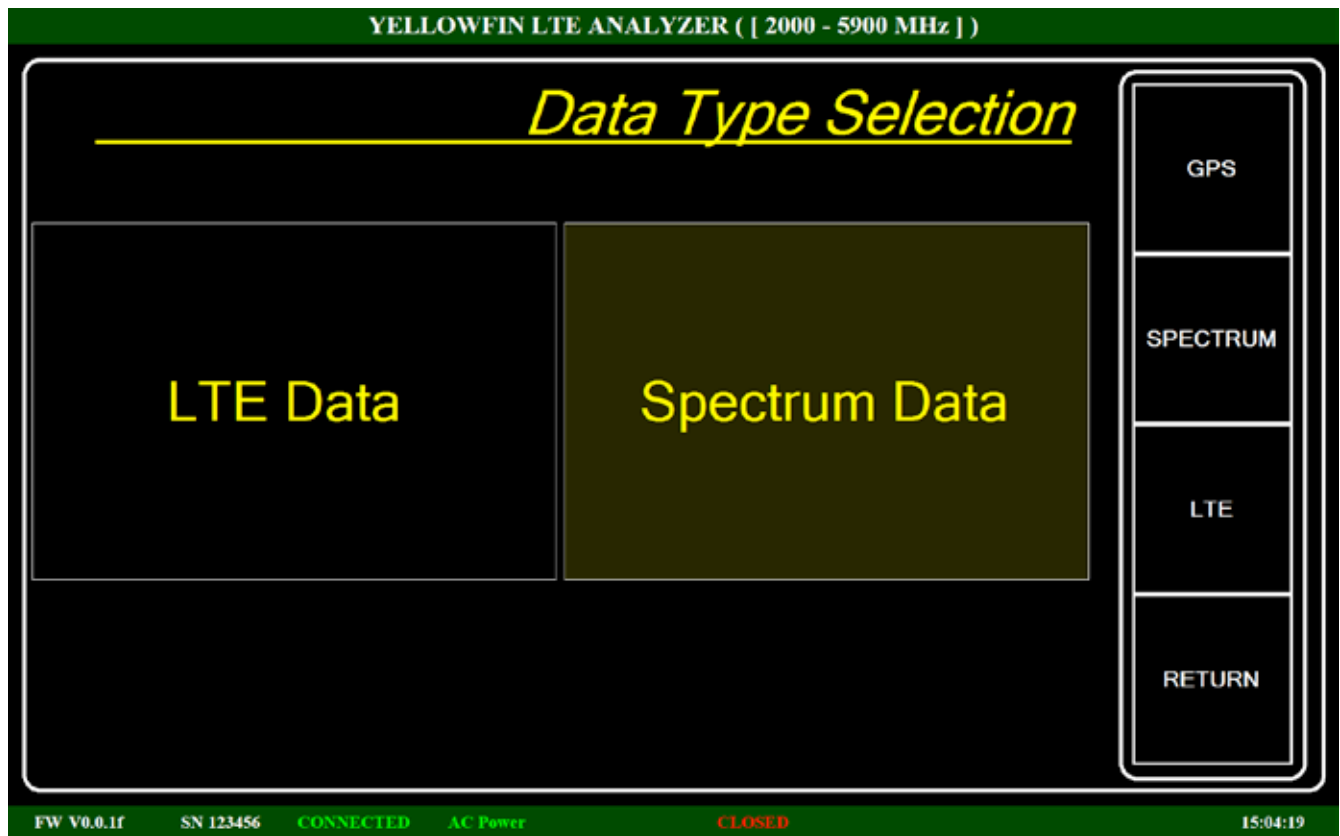 YELLOWFIN LTE ANALYZER ( [ 2000 - 5900 MHz ] )
Data Type Selection
LTE Data
Spectrum Data
GPS
SPECTRUM
LTE
RETURN
FW V0.0.1f SN 123456 CONNECTED AC Power CLOSED 15:04:19